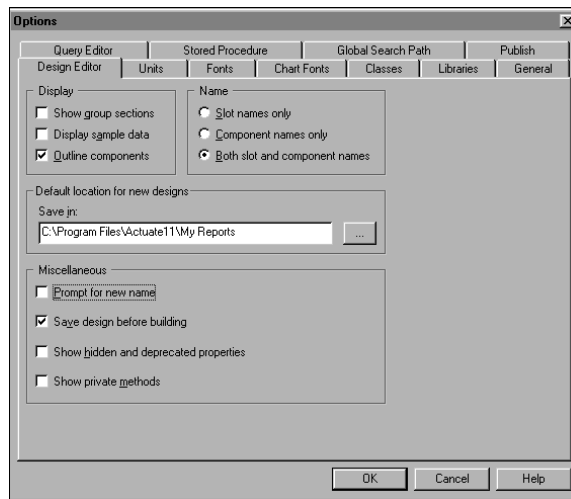 Options
Query Editor Stored Procedure Global Search Path Publish
Design Editor Units Fonts Chart Fonts Classes Libraries General
Display
Show group sections
Display sample data
Outline components
Name
Slot names only
Component names only
Both slot and component names
Default location for new designs
Save in:
C:\Program Files\Actuate11\My Reports
...
Miscellaneous
Prompt for new name
Save design before building
Show hidden and deprecated properties
Show private methods
OK Cancel Help